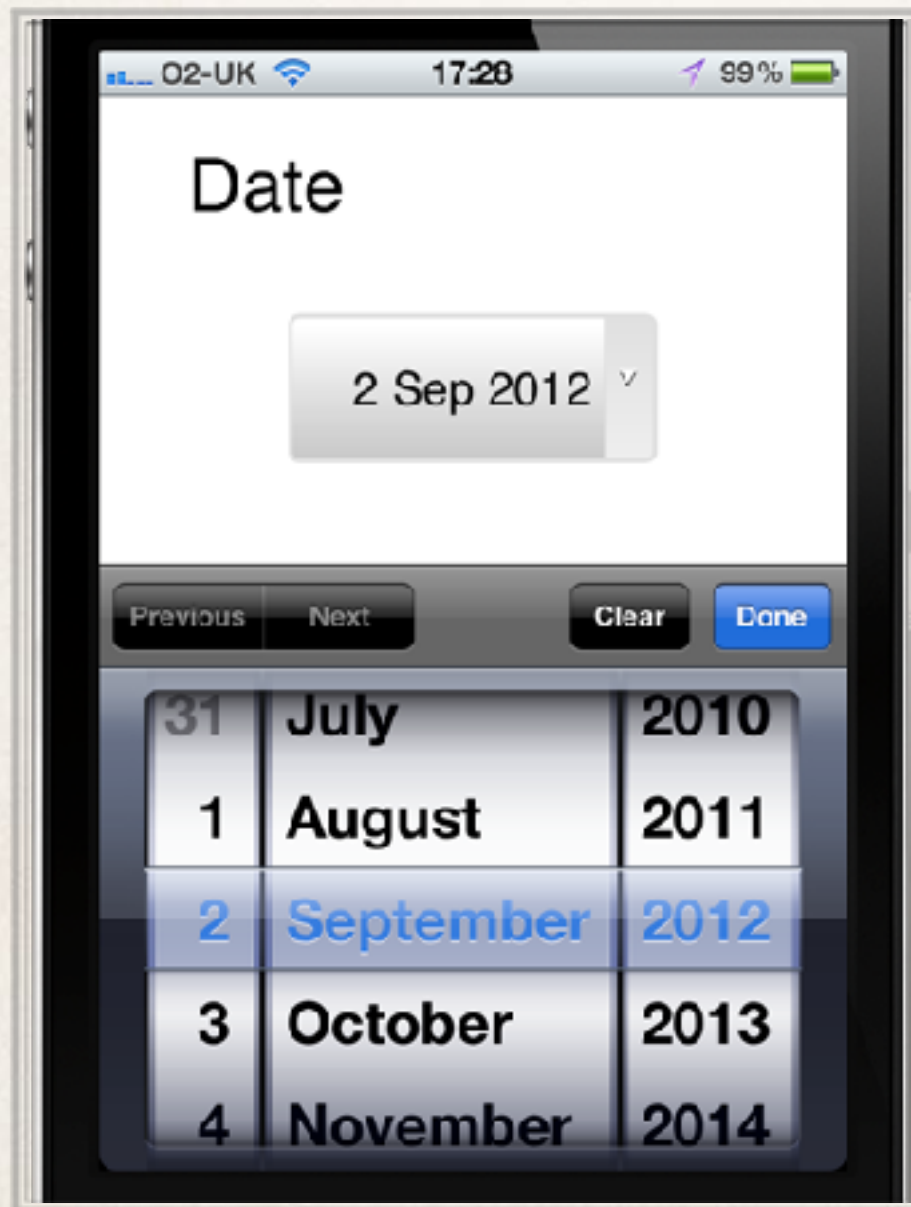 O2-UK 17:28 99%
Date
2 Sep 2012 v
Previous Next Clear Done
31 July 2010
1 August 2011
2 September 2012
3 October 2013
4 November 2014